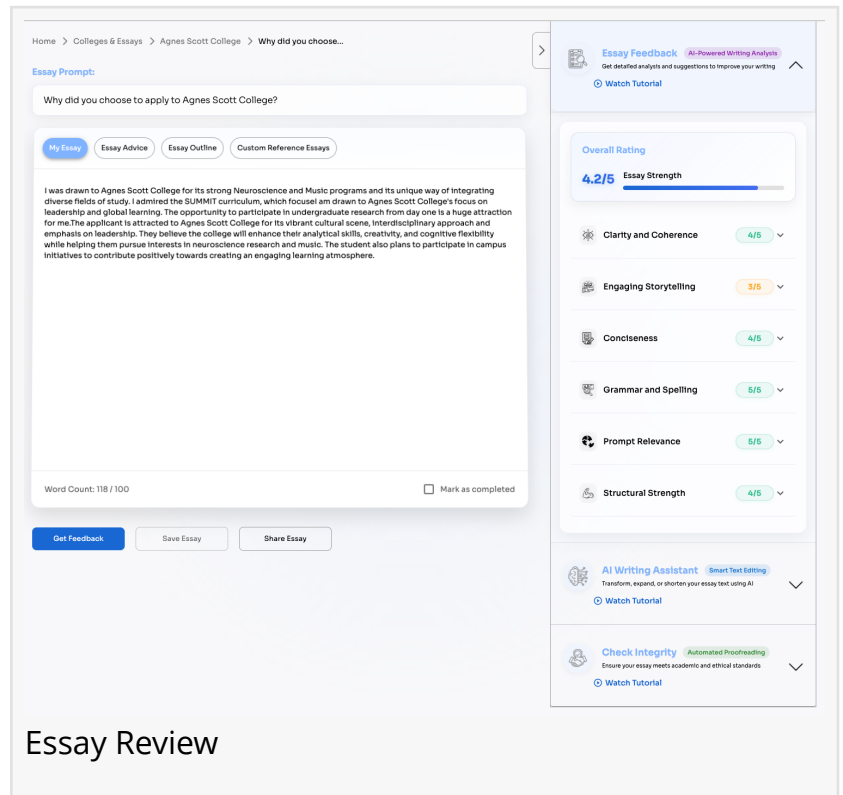 Home > Colleges & Essays > Agnes Scott College > Why did you choose...
Essay Prompt:
Why did you choose to apply to Agnes Scott College?
My Essay Essay Advice Essay Outline Custom Reference Essays
I was drawn to Agnes Scott College for its strong Neuroscience and Music programs and its unique way of integrating
diverse fields of study. I admired the SUMMIT curriculum, which focuseI am drawn to Agnes Scott College's focus on
leadership and global learning. The opportunity to participate in undergraduate research from day one is a huge attraction
for me.The applicant is attracted to Agnes Scott College for its vibrant cultural scene, interdisciplinary approach and
emphasis on leadership. They believe the college will enhance their analytical skills, creativity, and cognitive flexibility
while helping them pursue interests in neuroscience research and music. The student also plans to participate in campus
initiatives to contribute positively towards creating an engaging learning atmosphere.
Word Count: 118 / 100
Mark as completed
Get Feedback Save Essay Share Essay
Essay Feedback AI-Powered Writing Analysis
Get detailed analysis and suggestions to improve your writing
Watch Tutorial
Overall Rating
4.2/5 Essay Strength
Clarity and Coherence 4/5
Engaging Storytelling 3/5
Conciseness 4/5
Grammar and Spelling 5/5
Prompt Relevance 5/5
Structural Strength 4/5
AI Writing Assistant Smart Text Editing
Transform, expand, or shorten your essay text using AI
Watch Tutorial
Check Integrity Automated Proofreading
Ensure your essay meets academic and ethical standards
Watch Tutorial
Essay Review